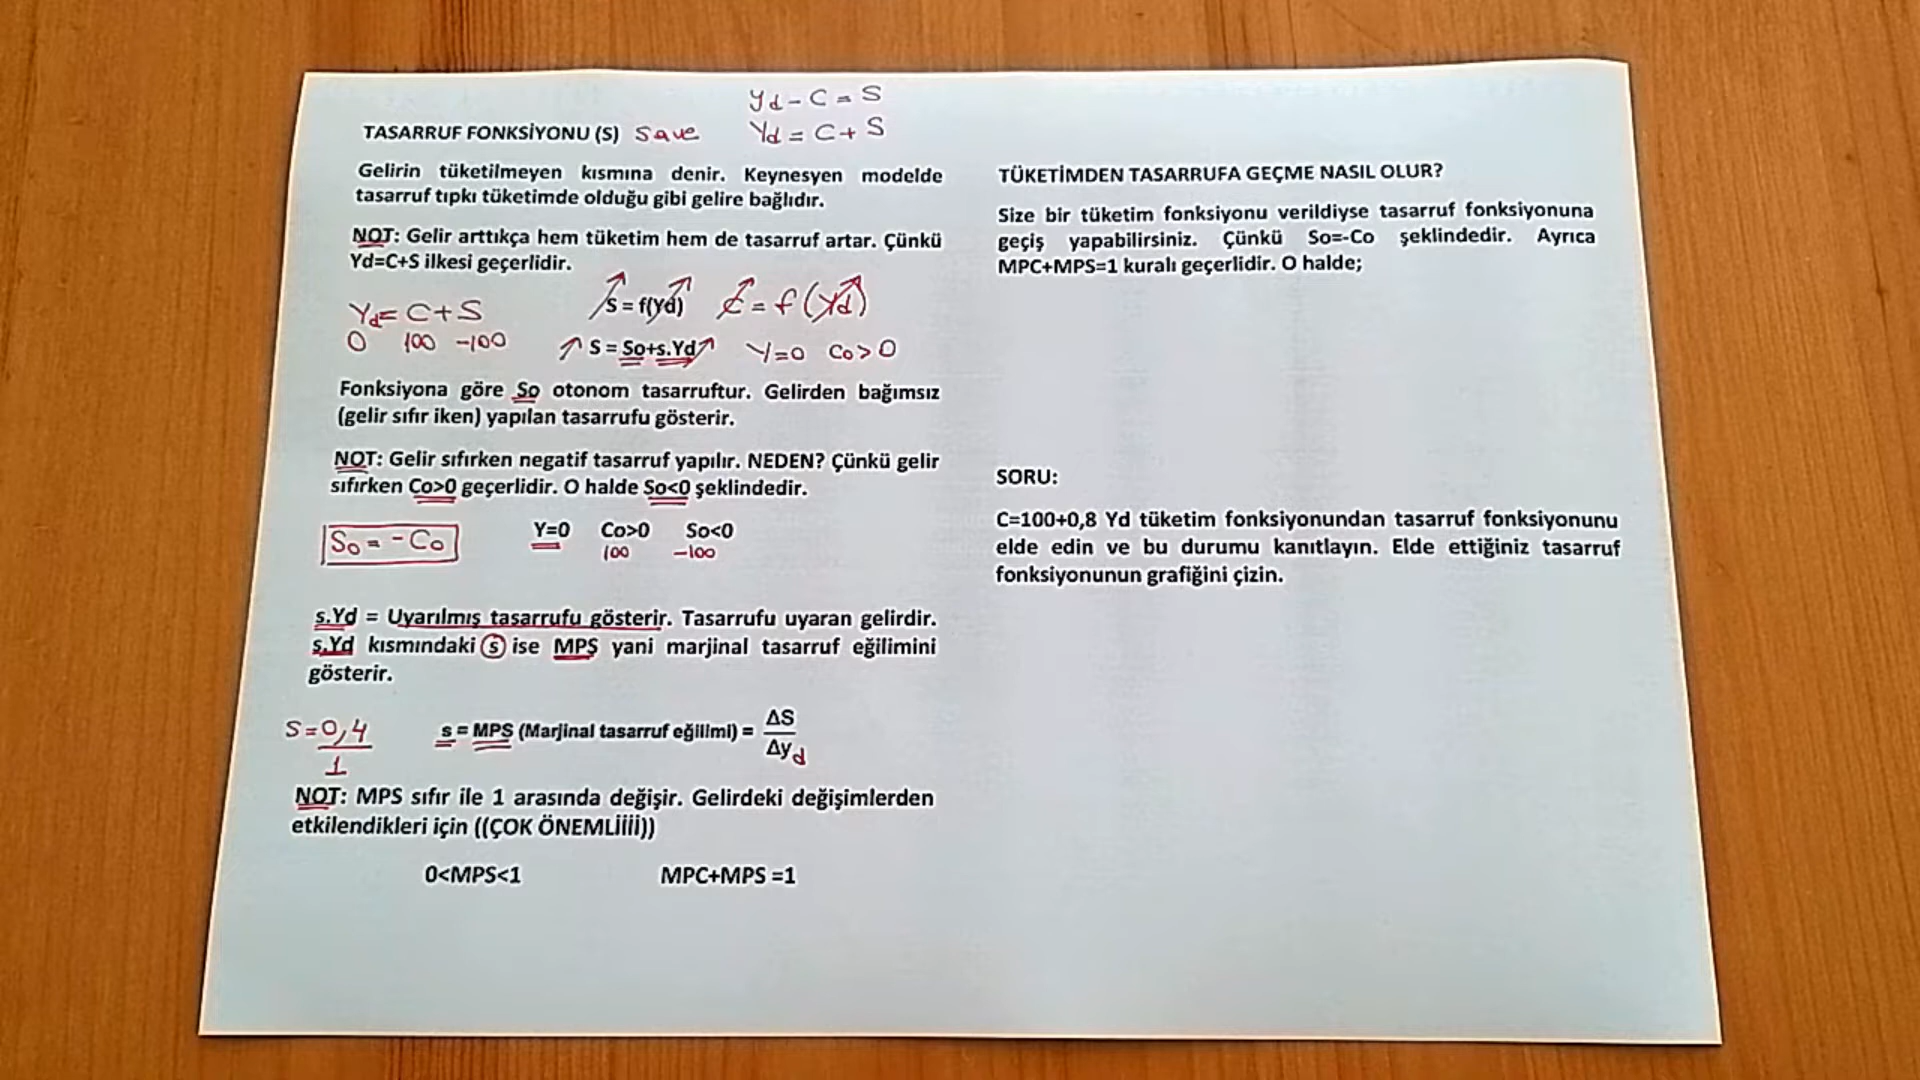 Yd - C = S
TASARRUF FONKSİYONU (S) Save Yd = C + S
Gelirin tüketilmeyen kısmına denir. Keynesyen modelde
tasarruf tıpkı tüketimde olduğu gibi gelire bağlıdır.
NOT: Gelir arttıkça hem tüketim hem de tasarruf artar. Çünkü
Yd=C+S ilkesi geçerlidir.
Yd = C + S S = f(Yd) C = f(Yd)
0 100 -100 S = So+s.Yd Y=0 Co>0
Fonksiyona göre So otonom tasarruftur. Gelirden bağımsız
(gelir sıfır iken) yapılan tasarrufu gösterir.
NOT: Gelir sıfırken negatif tasarruf yapılır. NEDEN? Çünkü gelir
sıfırken Co>0 geçerlidir. O halde So<0 şeklindedir.
So = -Co Y=0 Co>0 So<0
100 -100
s.Yd = Uyarılmış tasarrufu gösterir. Tasarrufu uyaran gelirdir.
s.Yd kısmındaki s ise MPS yani marjinal tasarruf eğilimini
gösterir.
S=0,4 s = MPS (Marjinal tasarruf eğilimi) = ΔS
1 Δyd
NOT: MPS sıfır ile 1 arasında değişir. Gelirdeki değişimlerden
etkilendikleri için ((ÇOK ÖNEMLİİİİ))
0<MPS<1 MPC+MPS =1
TÜKETİMDEN TASARRUFA GEÇME NASIL OLUR?
Size bir tüketim fonksiyonu verildiyse tasarruf fonksiyonuna
geçiş yapabilirsiniz. Çünkü So=-Co şeklindedir. Ayrıca
MPC+MPS=1 kuralı geçerlidir. O halde;
SORU:
C=100+0,8 Yd tüketim fonksiyonundan tasarruf fonksiyonunu
elde edin ve bu durumu kanıtlayın. Elde ettiğiniz tasarruf
fonksiyonunun grafiğini çizin.